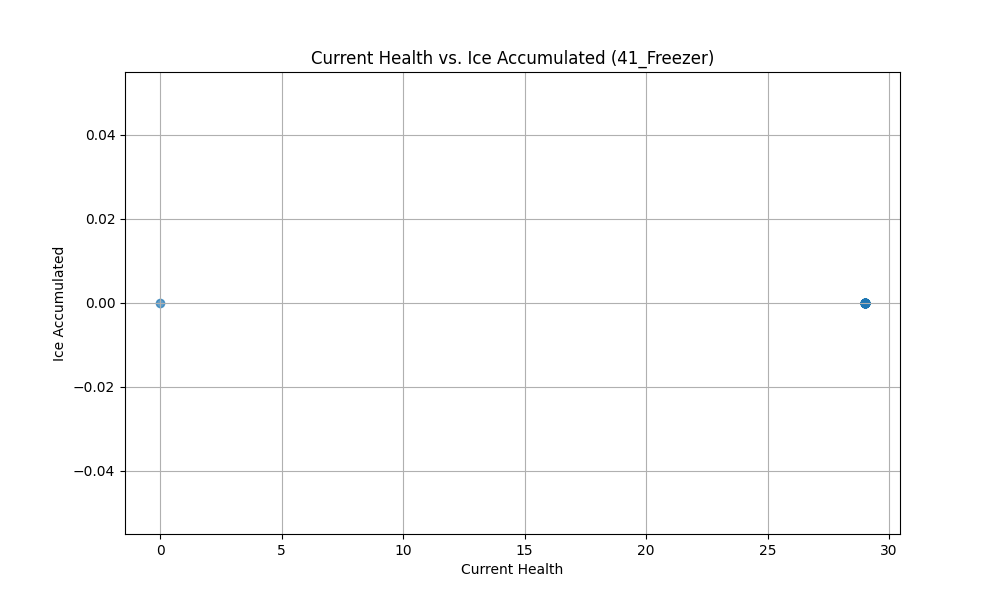 Current Health vs. Ice Accumulated (41_Freezer)
Ice Accumulated
0.04
0.02
0.00
−0.02
−0.04
0 5 10 15 20 25 30
Current Health